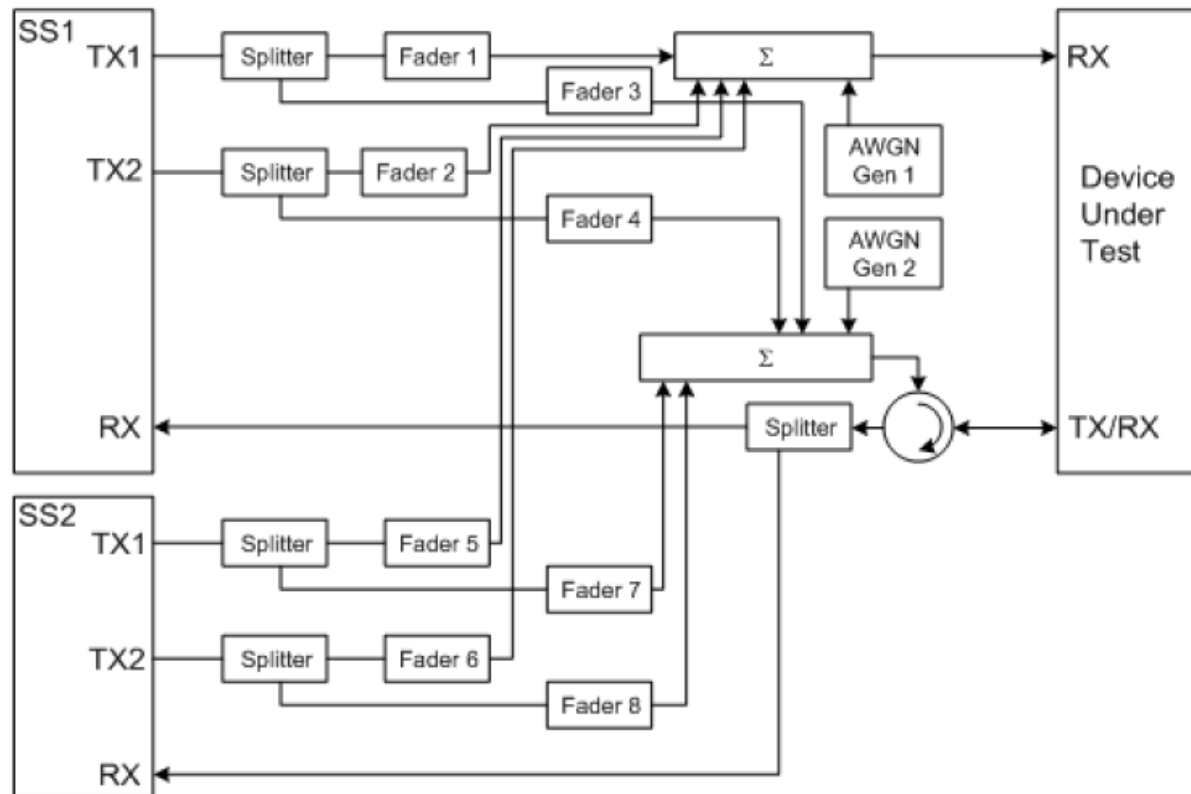 SS1
TX1
Splitter
Fader 1
Σ
RX
Fader 3
TX2
Splitter
Fader 2
AWGN
Gen 1
Device
Under
Test
Fader 4
AWGN
Gen 2
Σ
RX
Splitter
TX/RX
SS2
TX1
Splitter
Fader 5
Fader 7
TX2
Splitter
Fader 6
Fader 8
RX